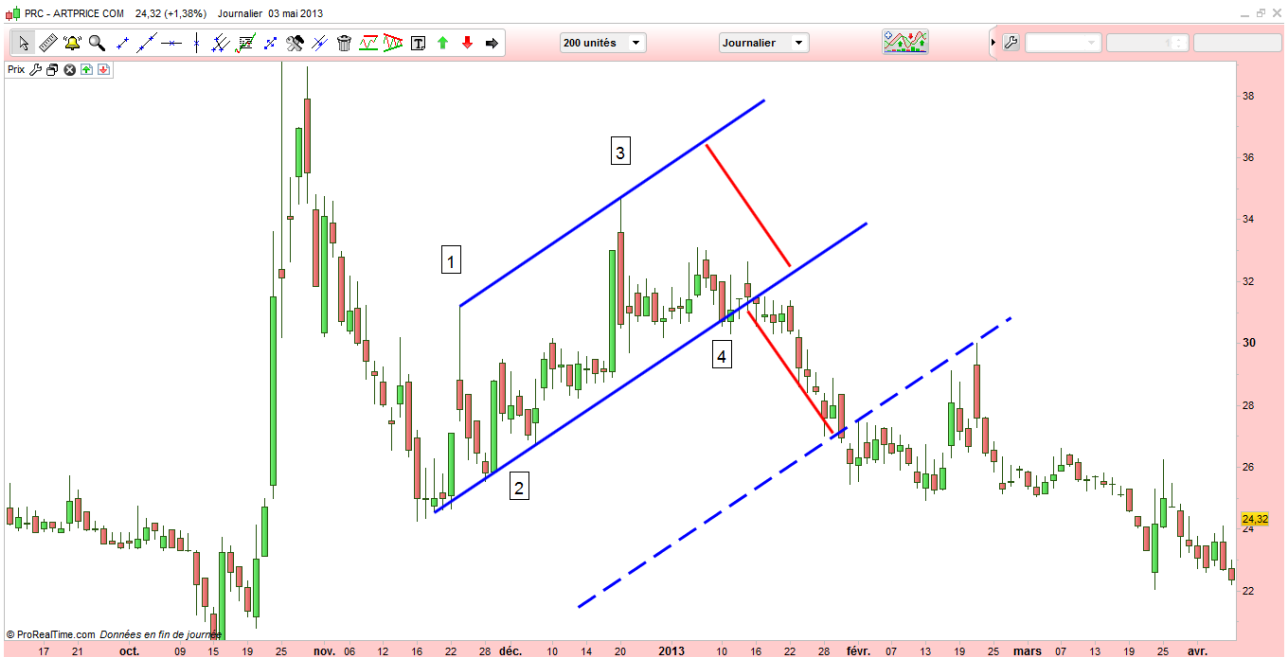 PRC - ARTPRICE COM 24,32 (+1,38%) Journalier 03 mai 2013
200 unités Journalier
Prix
38
36
34
32
30
28
26
24,32
24
22
1
3
4
2
© ProRealTime.com Données en fin de journée
17 21 oct. 09 15 19 25 nov. 06 12 16 22 28 déc. 10 14 20 2013 10 16 22 28 févr. 07 13 19 25 mars 07 13 19 25 avr.